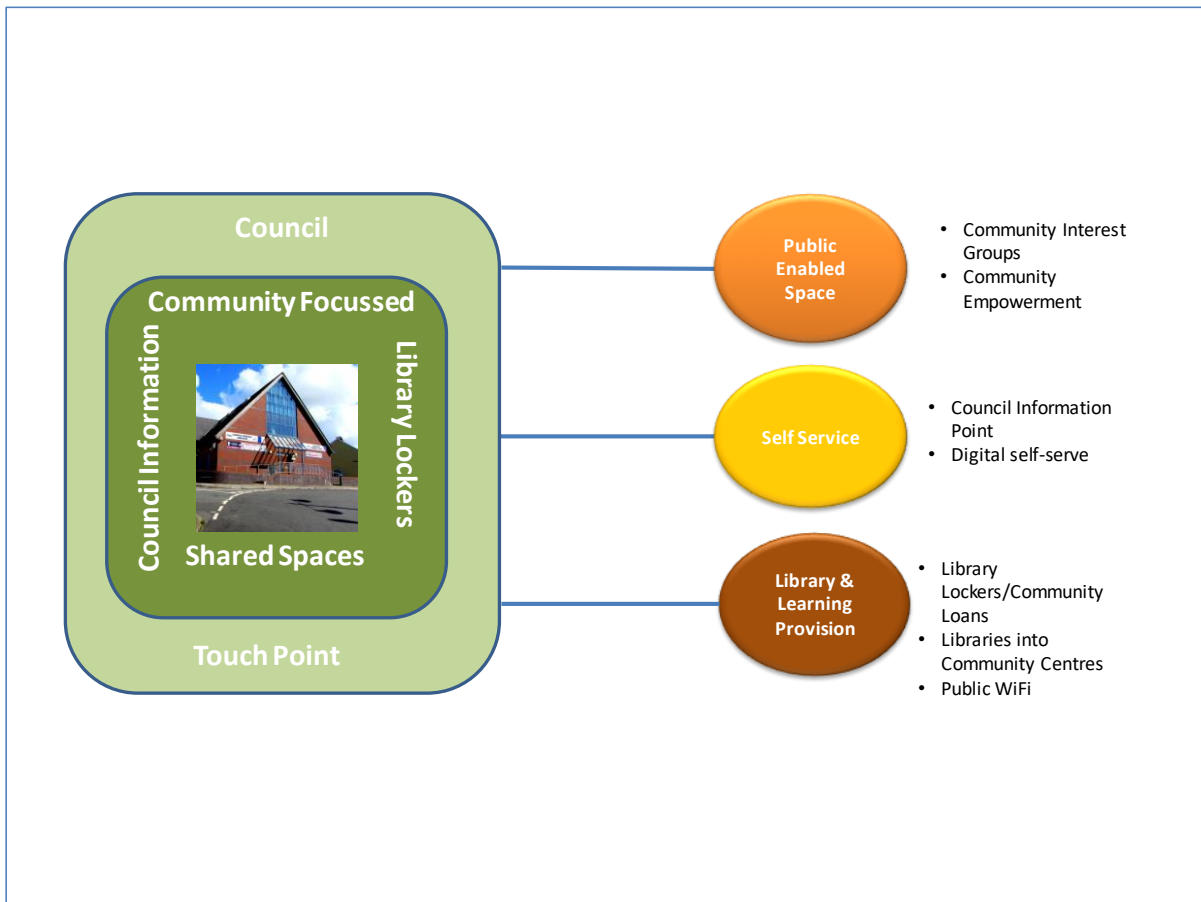 Council
Community Focussed
Council Information
Library Lockers
Shared Spaces
Touch Point
Public
Enabled
Space
• Community Interest
Groups
• Community
Empowerment
Self Service
• Council Information
Point
• Digital self-serve
Library &
Learning
Provision
• Library
Lockers/Community
Loans
• Libraries into
Community Centres
• Public WiFi